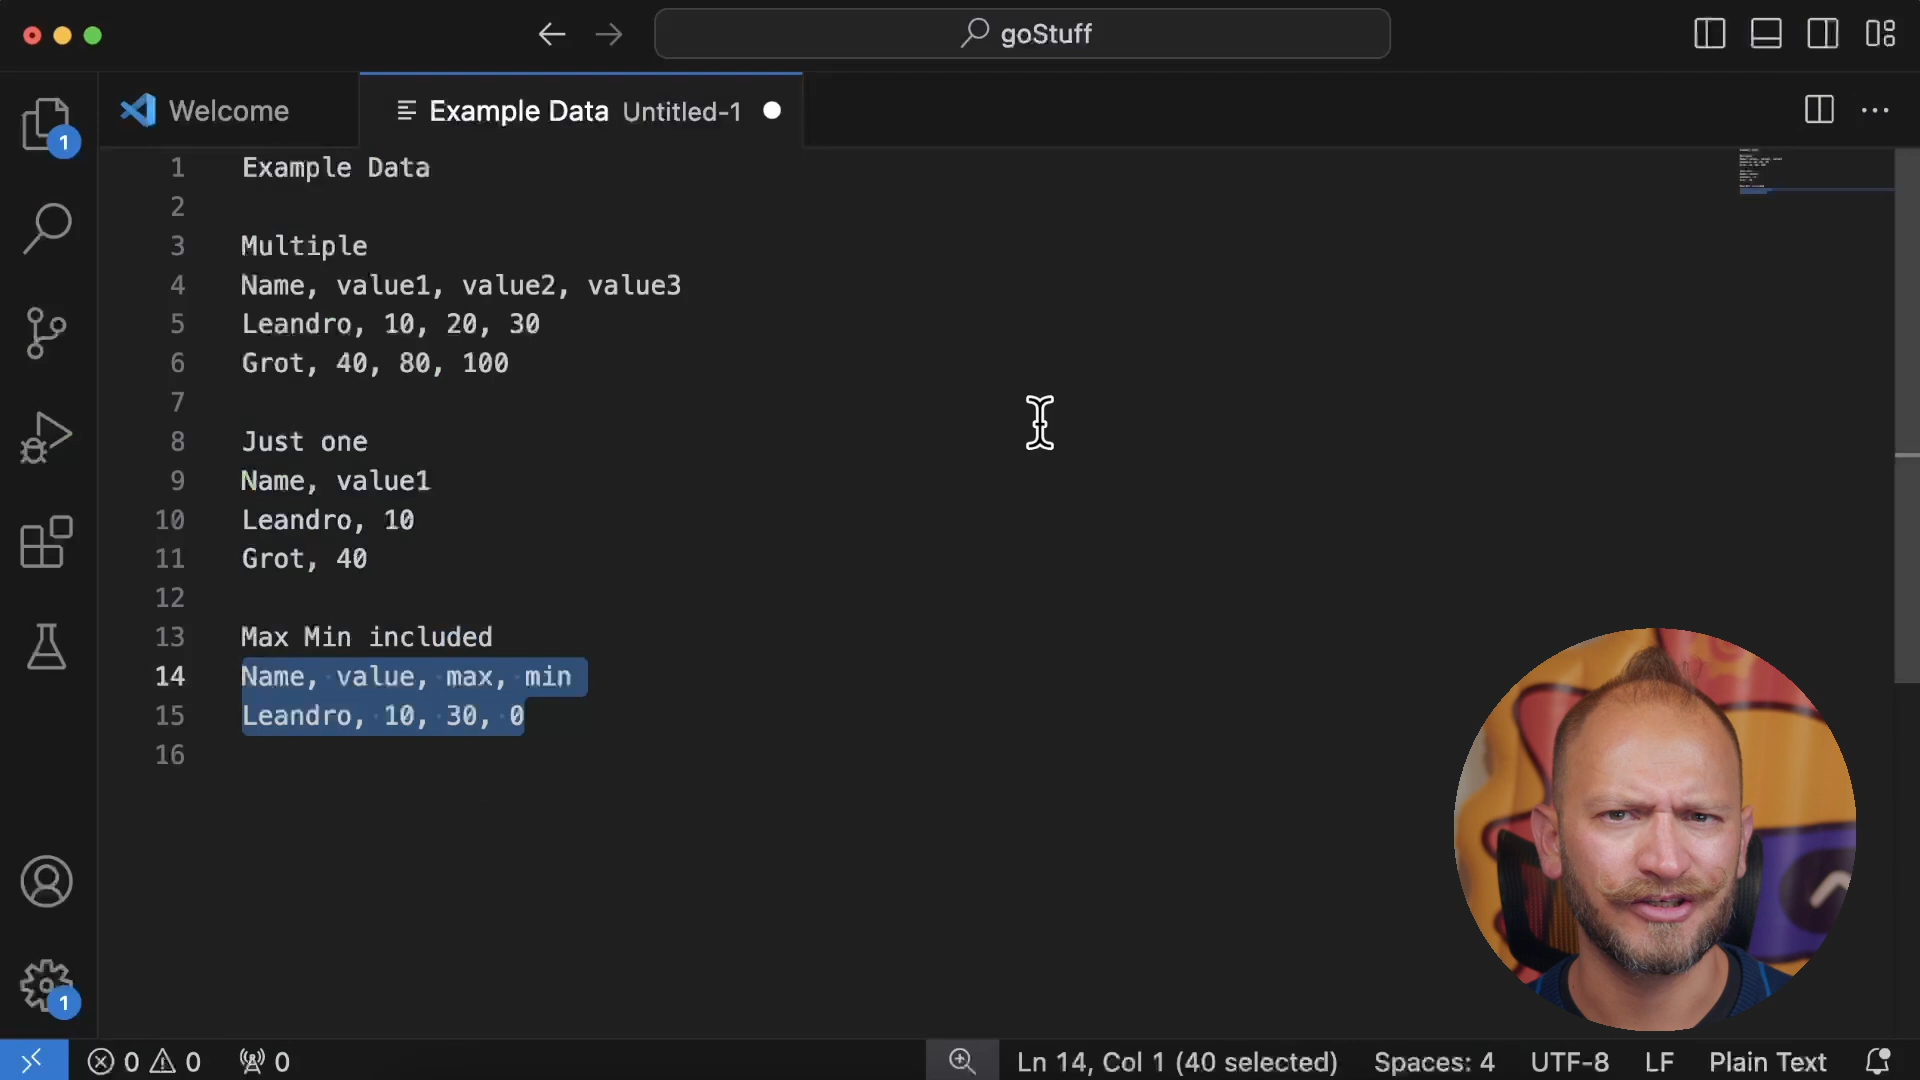 goStuff
Welcome
Example Data Untitled-1
1
1 Example Data
2
3 Multiple
4 Name, value1, value2, value3
5 Leandro, 10, 20, 30
6 Grot, 40, 80, 100
7
8 Just one
9 Name, value1
10 Leandro, 10
11 Grot, 40
12
13 Max Min included
14 Name, value, max, min
15 Leandro, 10, 30, 0
16
1
0 0 0 Ln 14, Col 1 (40 selected) Spaces: 4 UTF-8 LF Plain Text